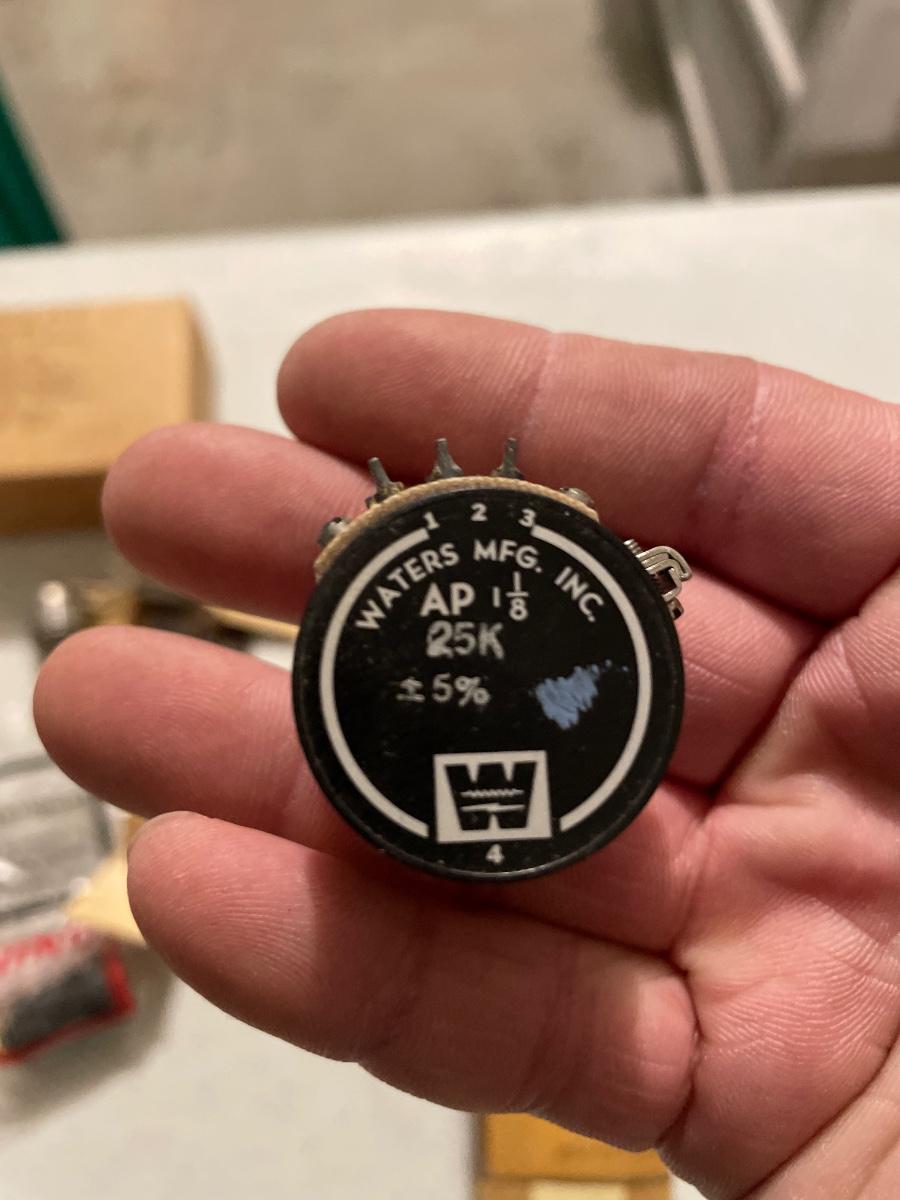 1 2 3
WATERS MFG. INC.
AP 1 1/8
25K
± 5%
4